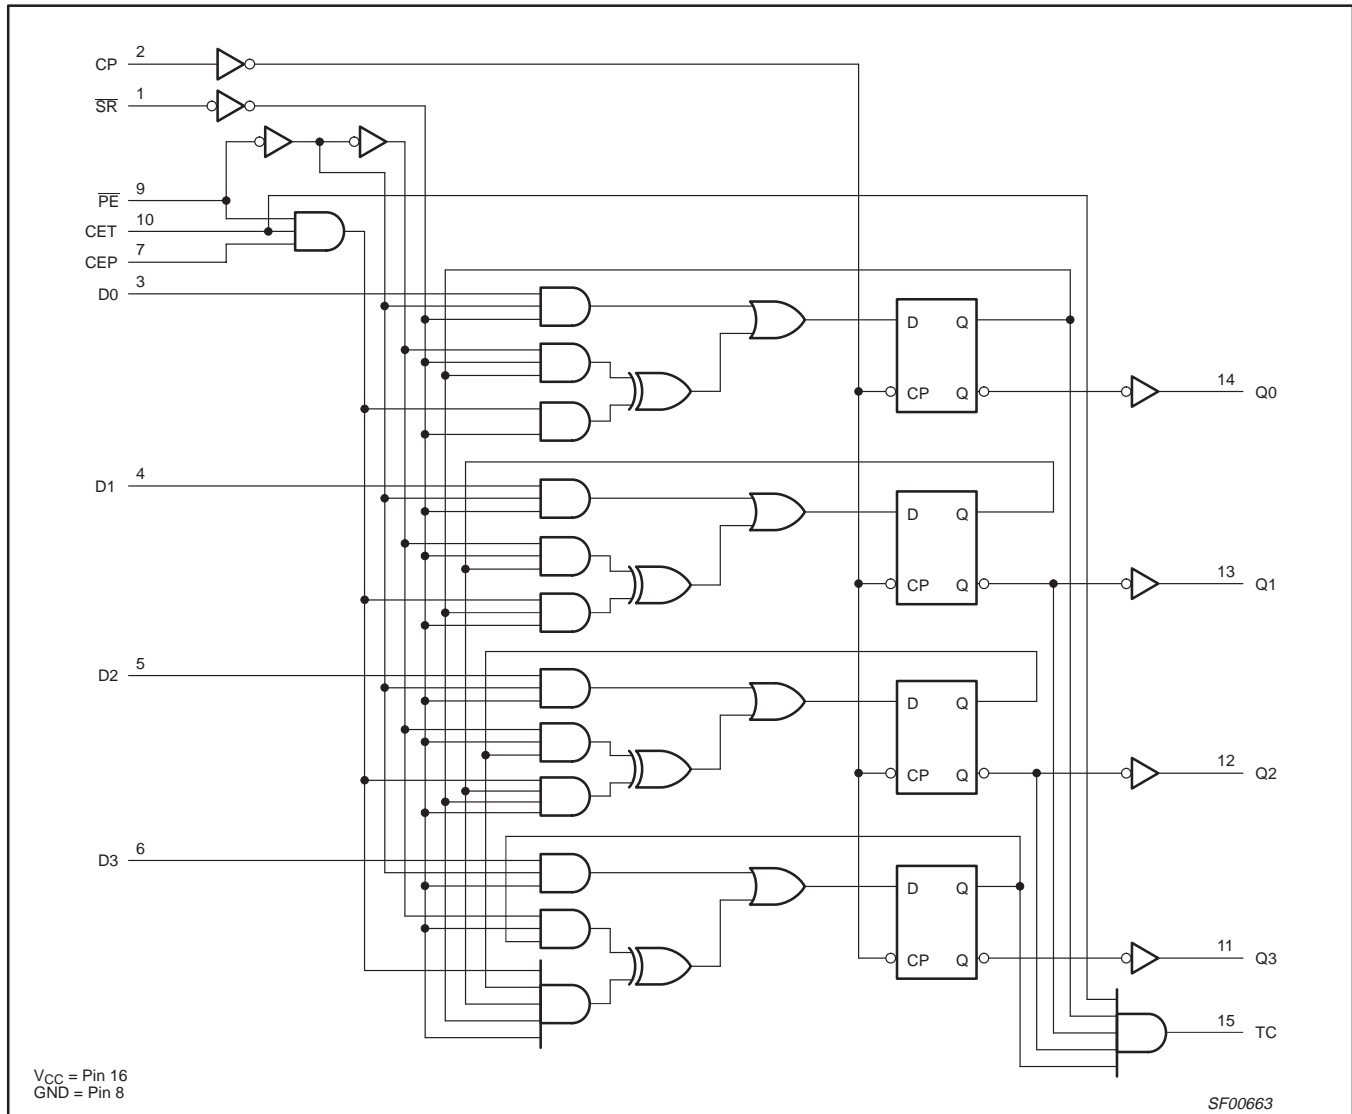 CP 2
SR 1
PE 9
CET 10
CEP 7
D0 3
D Q
CP Q
14 Q0
D1 4
D Q
CP Q
13 Q1
D2 5
D Q
CP Q
12 Q2
D3 6
D Q
CP Q
11 Q3
15 TC
VCC = Pin 16
GND = Pin 8
SF00663